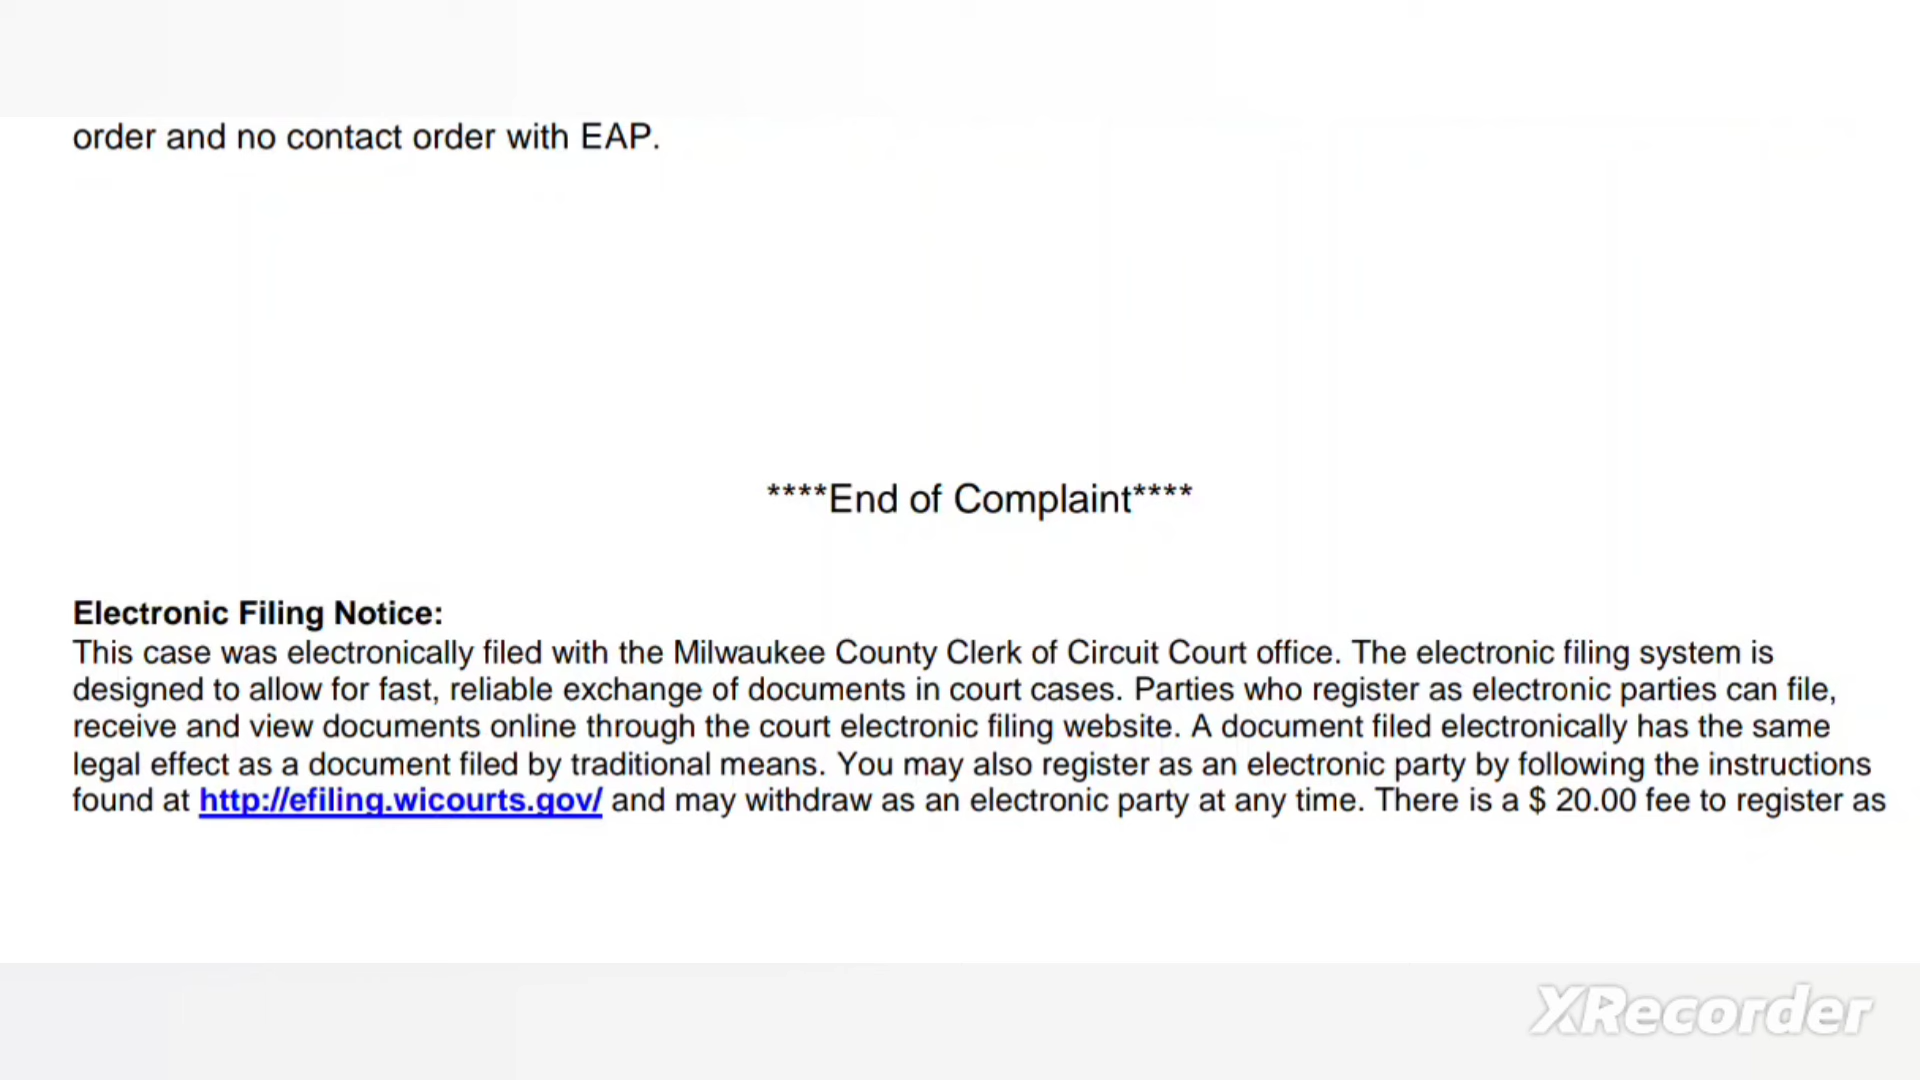 order and no contact order with EAP.
****End of Complaint****
Electronic Filing Notice:
This case was electronically filed with the Milwaukee County Clerk of Circuit Court office. The electronic filing system is
designed to allow for fast, reliable exchange of documents in court cases. Parties who register as electronic parties can file,
receive and view documents online through the court electronic filing website. A document filed electronically has the same
legal effect as a document filed by traditional means. You may also register as an electronic party by following the instructions
found at http://efiling.wicourts.gov/ and may withdraw as an electronic party at any time. There is a $ 20.00 fee to register as
XRecorder